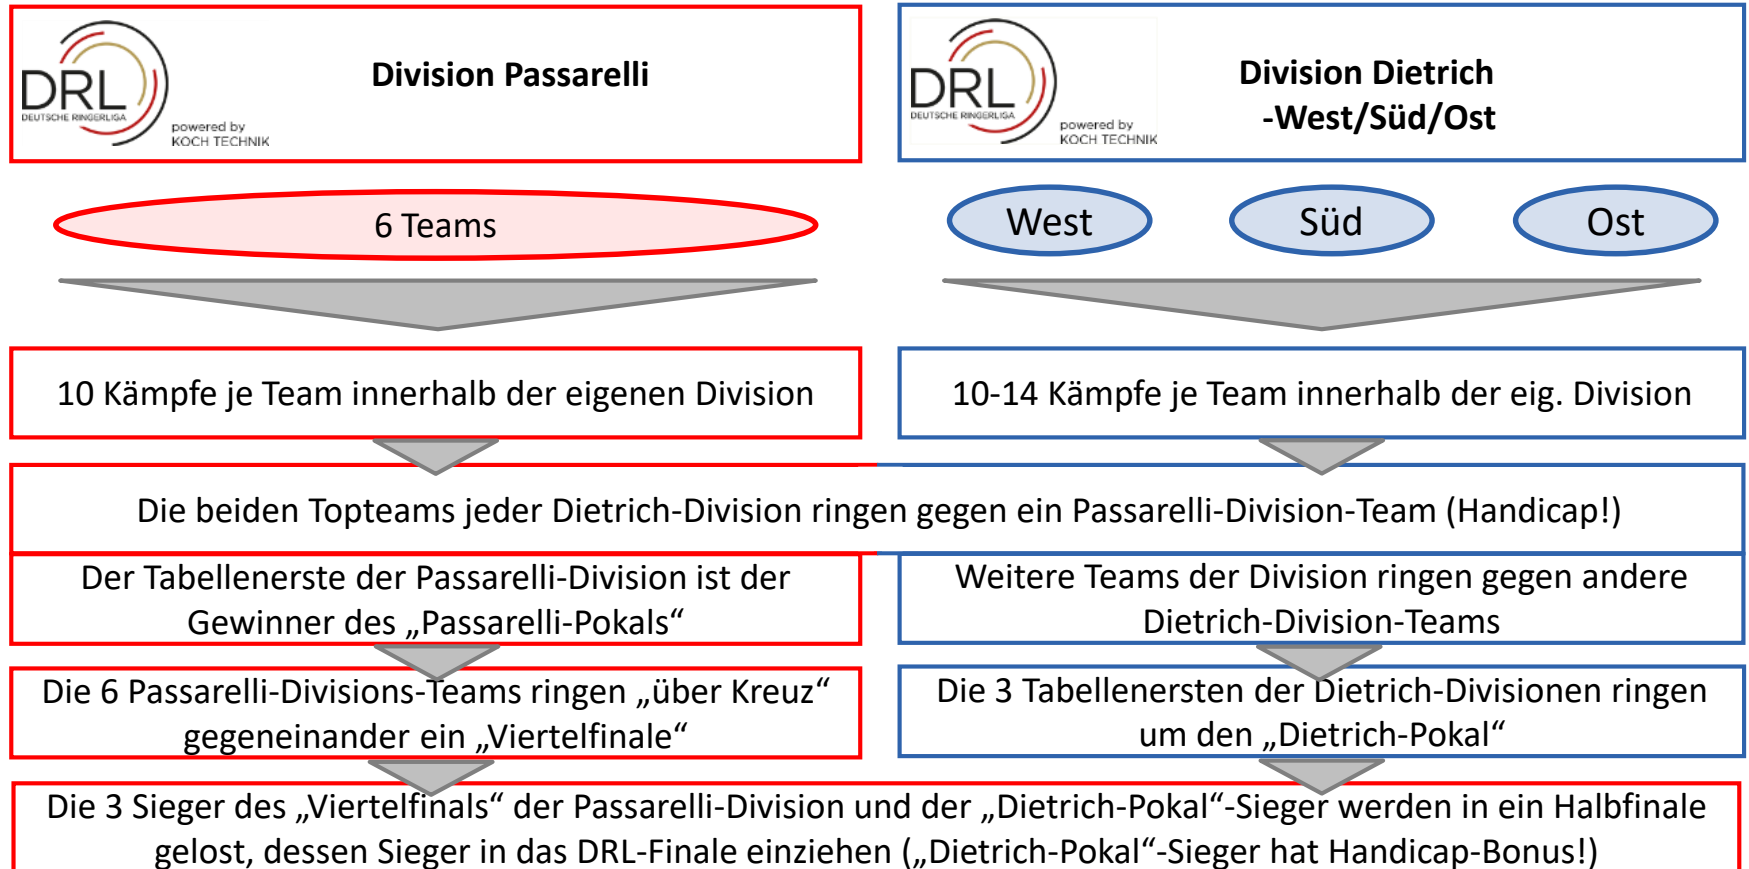 DRL
DEUTSCHE RINGERLIGA
powered by
KOCH TECHNIK
Division Passarelli
DRL
DEUTSCHE RINGERLIGA
powered by
KOCH TECHNIK
Division Dietrich
-West/Süd/Ost
6 Teams
West
Süd
Ost
10 Kämpfe je Team innerhalb der eigenen Division
10-14 Kämpfe je Team innerhalb der eig. Division
Die beiden Topteams jeder Dietrich-Division ringen gegen ein Passarelli-Division-Team (Handicap!)
Der Tabellenerste der Passarelli-Division ist der
Gewinner des „Passarelli-Pokals“
Weitere Teams der Division ringen gegen andere
Dietrich-Division-Teams
Die 6 Passarelli-Divisions-Teams ringen „über Kreuz“
gegeneinander ein „Viertelfinale“
Die 3 Tabellenersten der Dietrich-Divisionen ringen
um den „Dietrich-Pokal“
Die 3 Sieger des „Viertelfinals“ der Passarelli-Division und der „Dietrich-Pokal“-Sieger werden in ein Halbfinale
gelost, dessen Sieger in das DRL-Finale einziehen („Dietrich-Pokal“-Sieger hat Handicap-Bonus!)